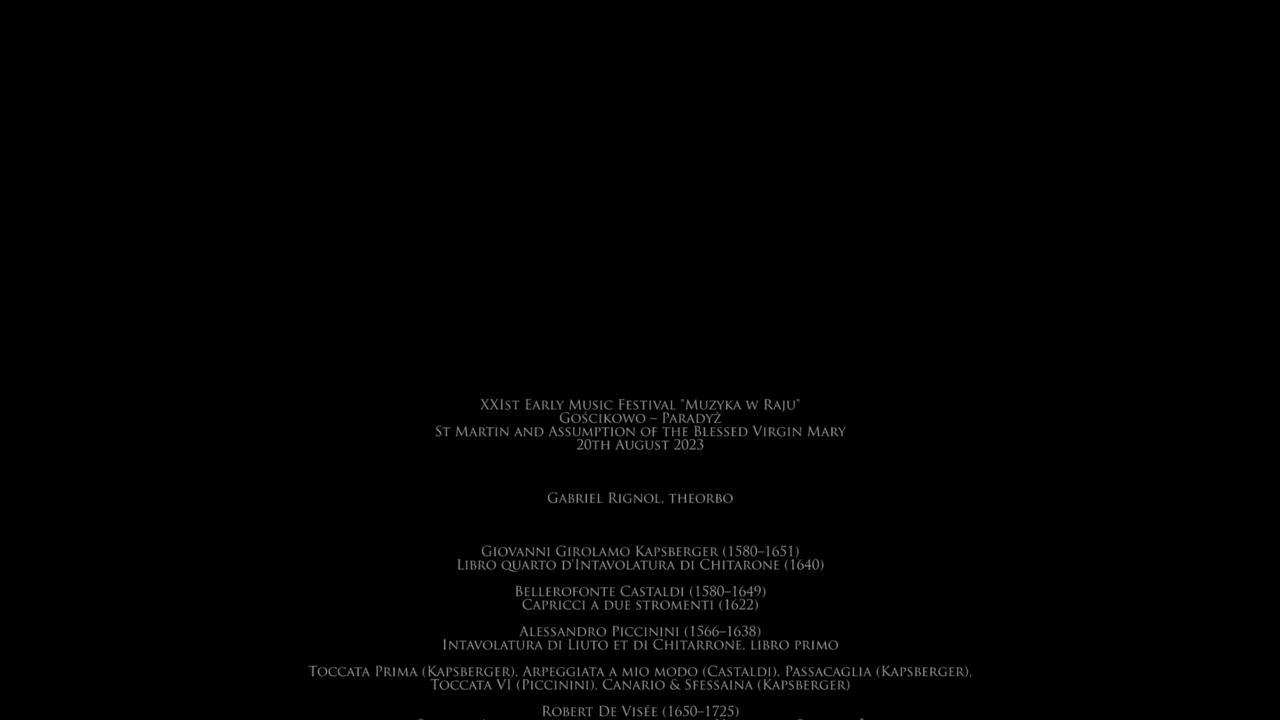 XXIst Early Music Festival "Muzyka w Raju"
Gościkowo – Paradyż
St Martin and Assumption of the Blessed Virgin Mary
20th August 2023
Gabriel Rignol, theorbo
Giovanni Girolamo Kapsberger (1580–1651)
Libro quarto d'Intavolatura di Chitarone (1640)
Bellerofonte Castaldi (1580–1649)
Capricci a due stromenti (1622)
Alessandro Piccinini (1566–1638)
Intavolatura di Liuto et di Chitarrone, libro primo
Toccata Prima (Kapsberger), Arpeggiata a mio modo (Castaldi), Passacaglia (Kapsberger),
Toccata VI (Piccinini), Canario & Sfessaina (Kapsberger)
Robert De Visée (1650–1725)